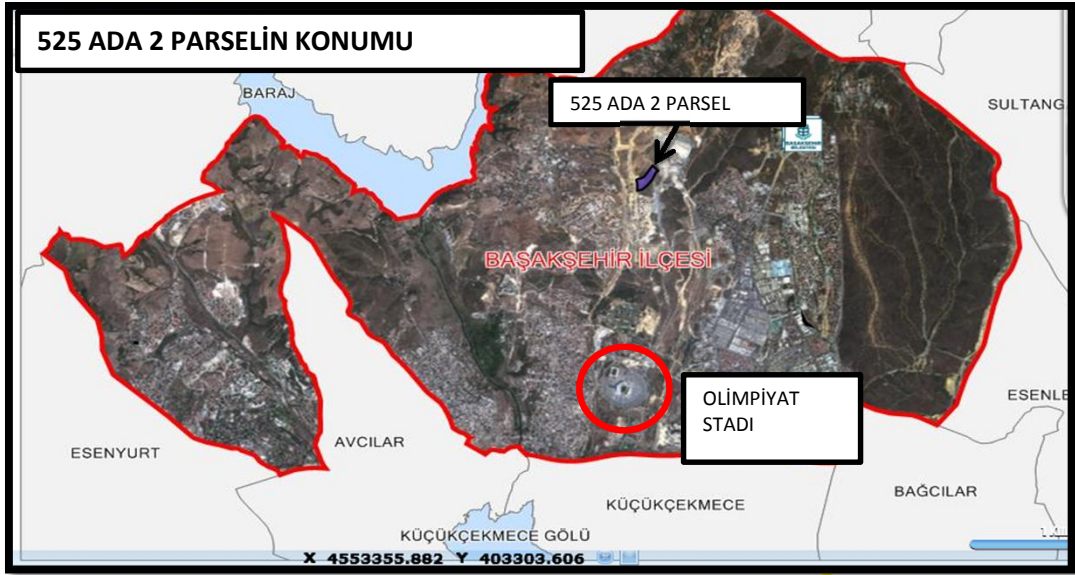 525 ADA 2 PARSELİN KONUMU
BARAJ
525 ADA 2 PARSEL
SULTANG
BAŞAKŞEHİR
BAŞAKŞEHİR İLÇESİ
OLİMPİYAT
STADI
ESENLE
AVCILAR
ESENYURT
BAĞCILAR
KÜÇÜKÇEKMECE
KÜÇÜKÇEKMECE GÖLÜ
X 4553355.882 Y 403303.606